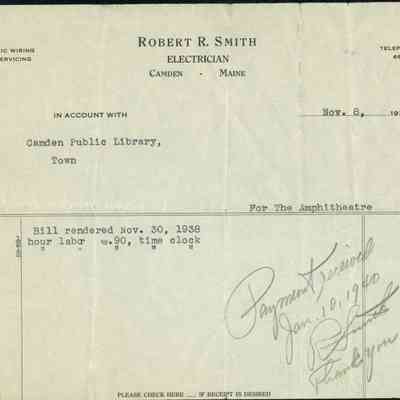 ROBERT R. SMITH
IC WIRING
ERVICING
TELEP
ELECTRICIAN
CAMDEN - MAINE
IN ACCOUNT WITH
Nov. 8, 19
Camden Public Library,
Town
For The Amphitheatre
Bill rendered Nov. 30, 1938
hour labor .90, time clock
" " " "
Payment received
Jan. 10, 1940
R Smith
Thank you
PLEASE CHECK HERE .... IF RECEIPT IS DESIRED